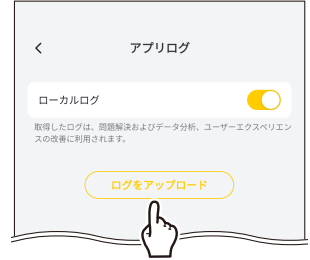 アプリログ
ローカルログ
取得したログは、問題解決およびデータ分析、ユーザーエクスペリエン
スの改善に利用されます。
ログをアップロード